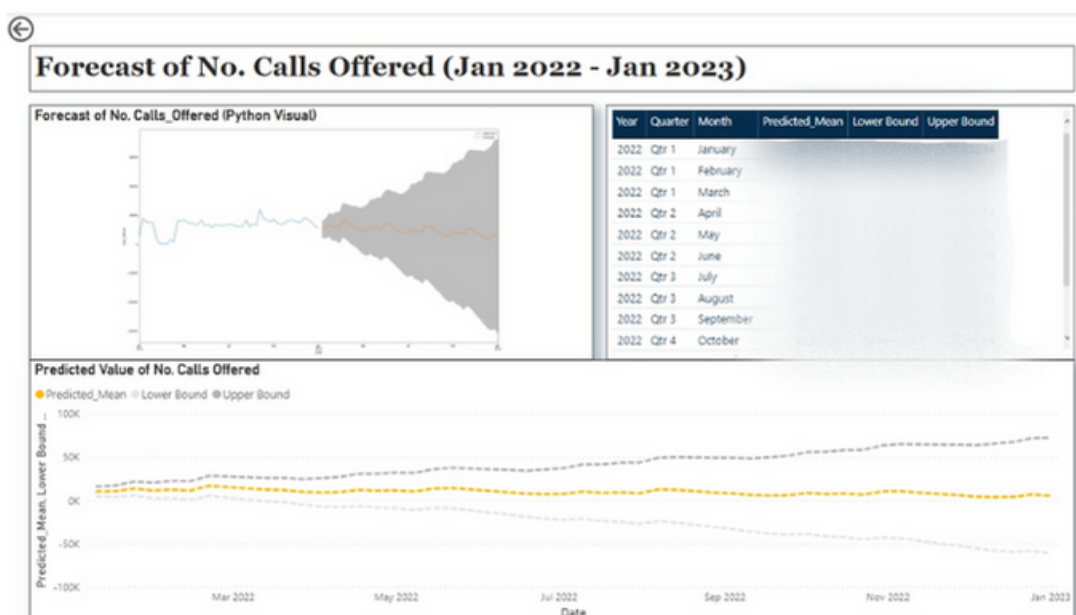 Forecast of No. Calls Offered (Jan 2022 - Jan 2023)
Forecast of No. Calls_Offered (Python Visual)
Year Quarter Month Predicted_Mean Lower Bound Upper Bound
2022 Qtr 1 January
2022 Qtr 1 February
2022 Qtr 1 March
2022 Qtr 2 April
2022 Qtr 2 May
2022 Qtr 2 June
2022 Qtr 3 July
2022 Qtr 3 August
2022 Qtr 3 September
2022 Qtr 4 October
Predicted Value of No. Calls Offered
Predicted_Mean Lower Bound Upper Bound
Predicted_Mean, Lower Bound ...
100K
50K
0K
-50K
-100K
Mar 2022 May 2022 Jul 2022 Sep 2022 Nov 2022 Jan 2023
Date